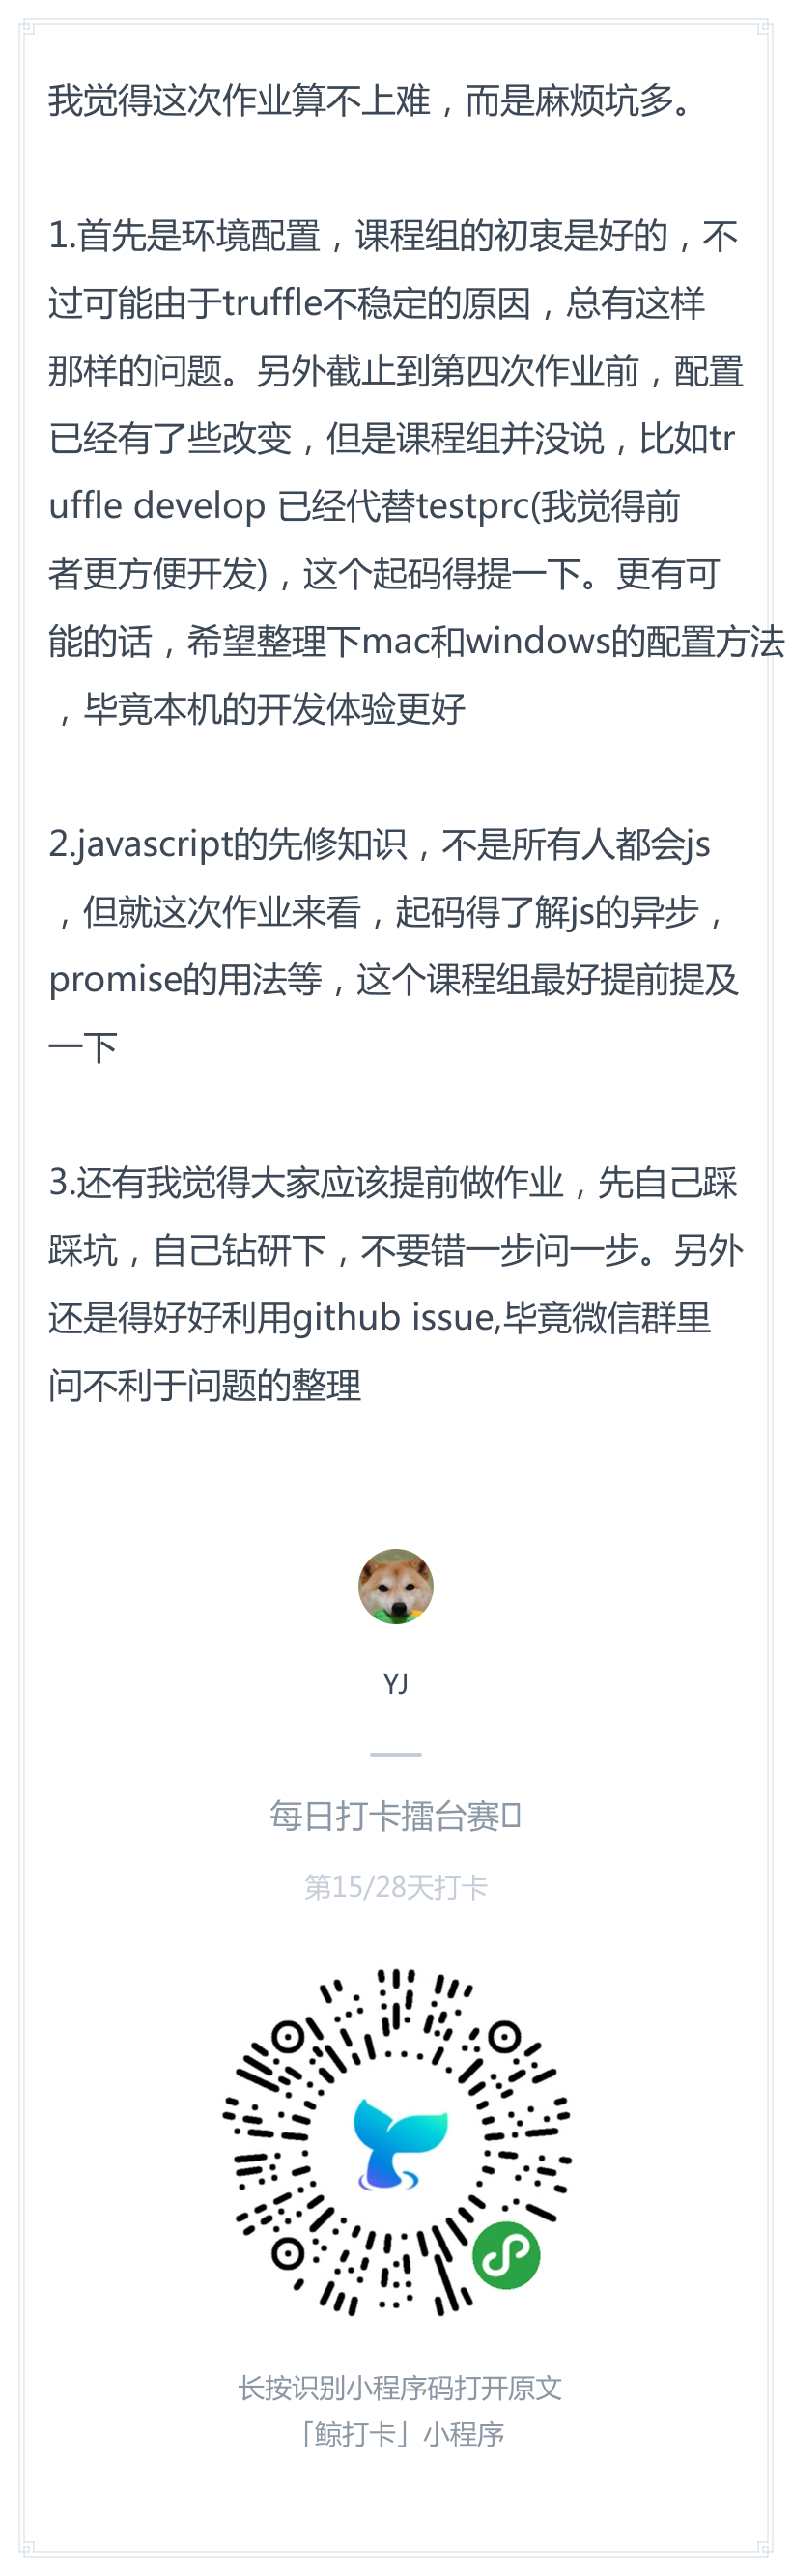 我觉得这次作业算不上难，而是麻烦坑多。
1.首先是环境配置，课程组的初衷是好的，不
过可能由于truffle不稳定的原因，总有这样
那样的问题。另外截止到第四次作业前，配置
已经有了些改变，但是课程组并没说，比如tr
uffle develop 已经代替testprc(我觉得前
者更方便开发)，这个起码得提一下。更有可
能的话，希望整理下mac和windows的配置方法
，毕竟本机的开发体验更好
2.javascript的先修知识，不是所有人都会js
，但就这次作业来看，起码得了解js的异步，
promise的用法等，这个课程组最好提前提及
一下
3.还有我觉得大家应该提前做作业，先自己踩
踩坑，自己钻研下，不要错一步问一步。另外
还是得好好利用github issue,毕竟微信群里
问不利于问题的整理
YJ
每日打卡擂台赛
第15/28天打卡
长按识别小程序码打开原文
「鲸打卡」小程序